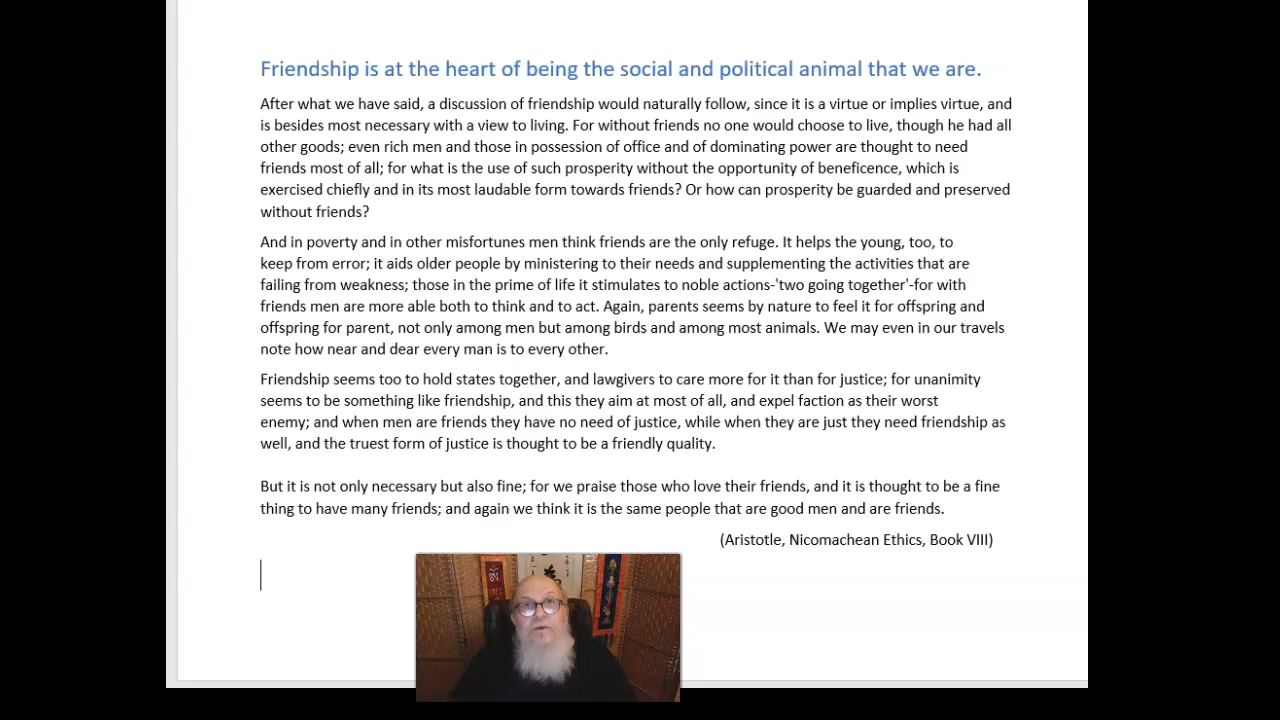 Friendship is at the heart of being the social and political animal that we are.
After what we have said, a discussion of friendship would naturally follow, since it is a virtue or implies virtue, and
is besides most necessary with a view to living. For without friends no one would choose to live, though he had all
other goods; even rich men and those in possession of office and of dominating power are thought to need
friends most of all; for what is the use of such prosperity without the opportunity of beneficence, which is
exercised chiefly and in its most laudable form towards friends? Or how can prosperity be guarded and preserved
without friends?
And in poverty and in other misfortunes men think friends are the only refuge. It helps the young, too, to
keep from error; it aids older people by ministering to their needs and supplementing the activities that are
failing from weakness; those in the prime of life it stimulates to noble actions-'two going together'-for with
friends men are more able both to think and to act. Again, parents seems by nature to feel it for offspring and
offspring for parent, not only among men but among birds and among most animals. We may even in our travels
note how near and dear every man is to every other.
Friendship seems too to hold states together, and lawgivers to care more for it than for justice; for unanimity
seems to be something like friendship, and this they aim at most of all, and expel faction as their worst
enemy; and when men are friends they have no need of justice, while when they are just they need friendship as
well, and the truest form of justice is thought to be a friendly quality.
But it is not only necessary but also fine; for we praise those who love their friends, and it is thought to be a fine
thing to have many friends; and again we think it is the same people that are good men and are friends.
(Aristotle, Nicomachean Ethics, Book VIII)